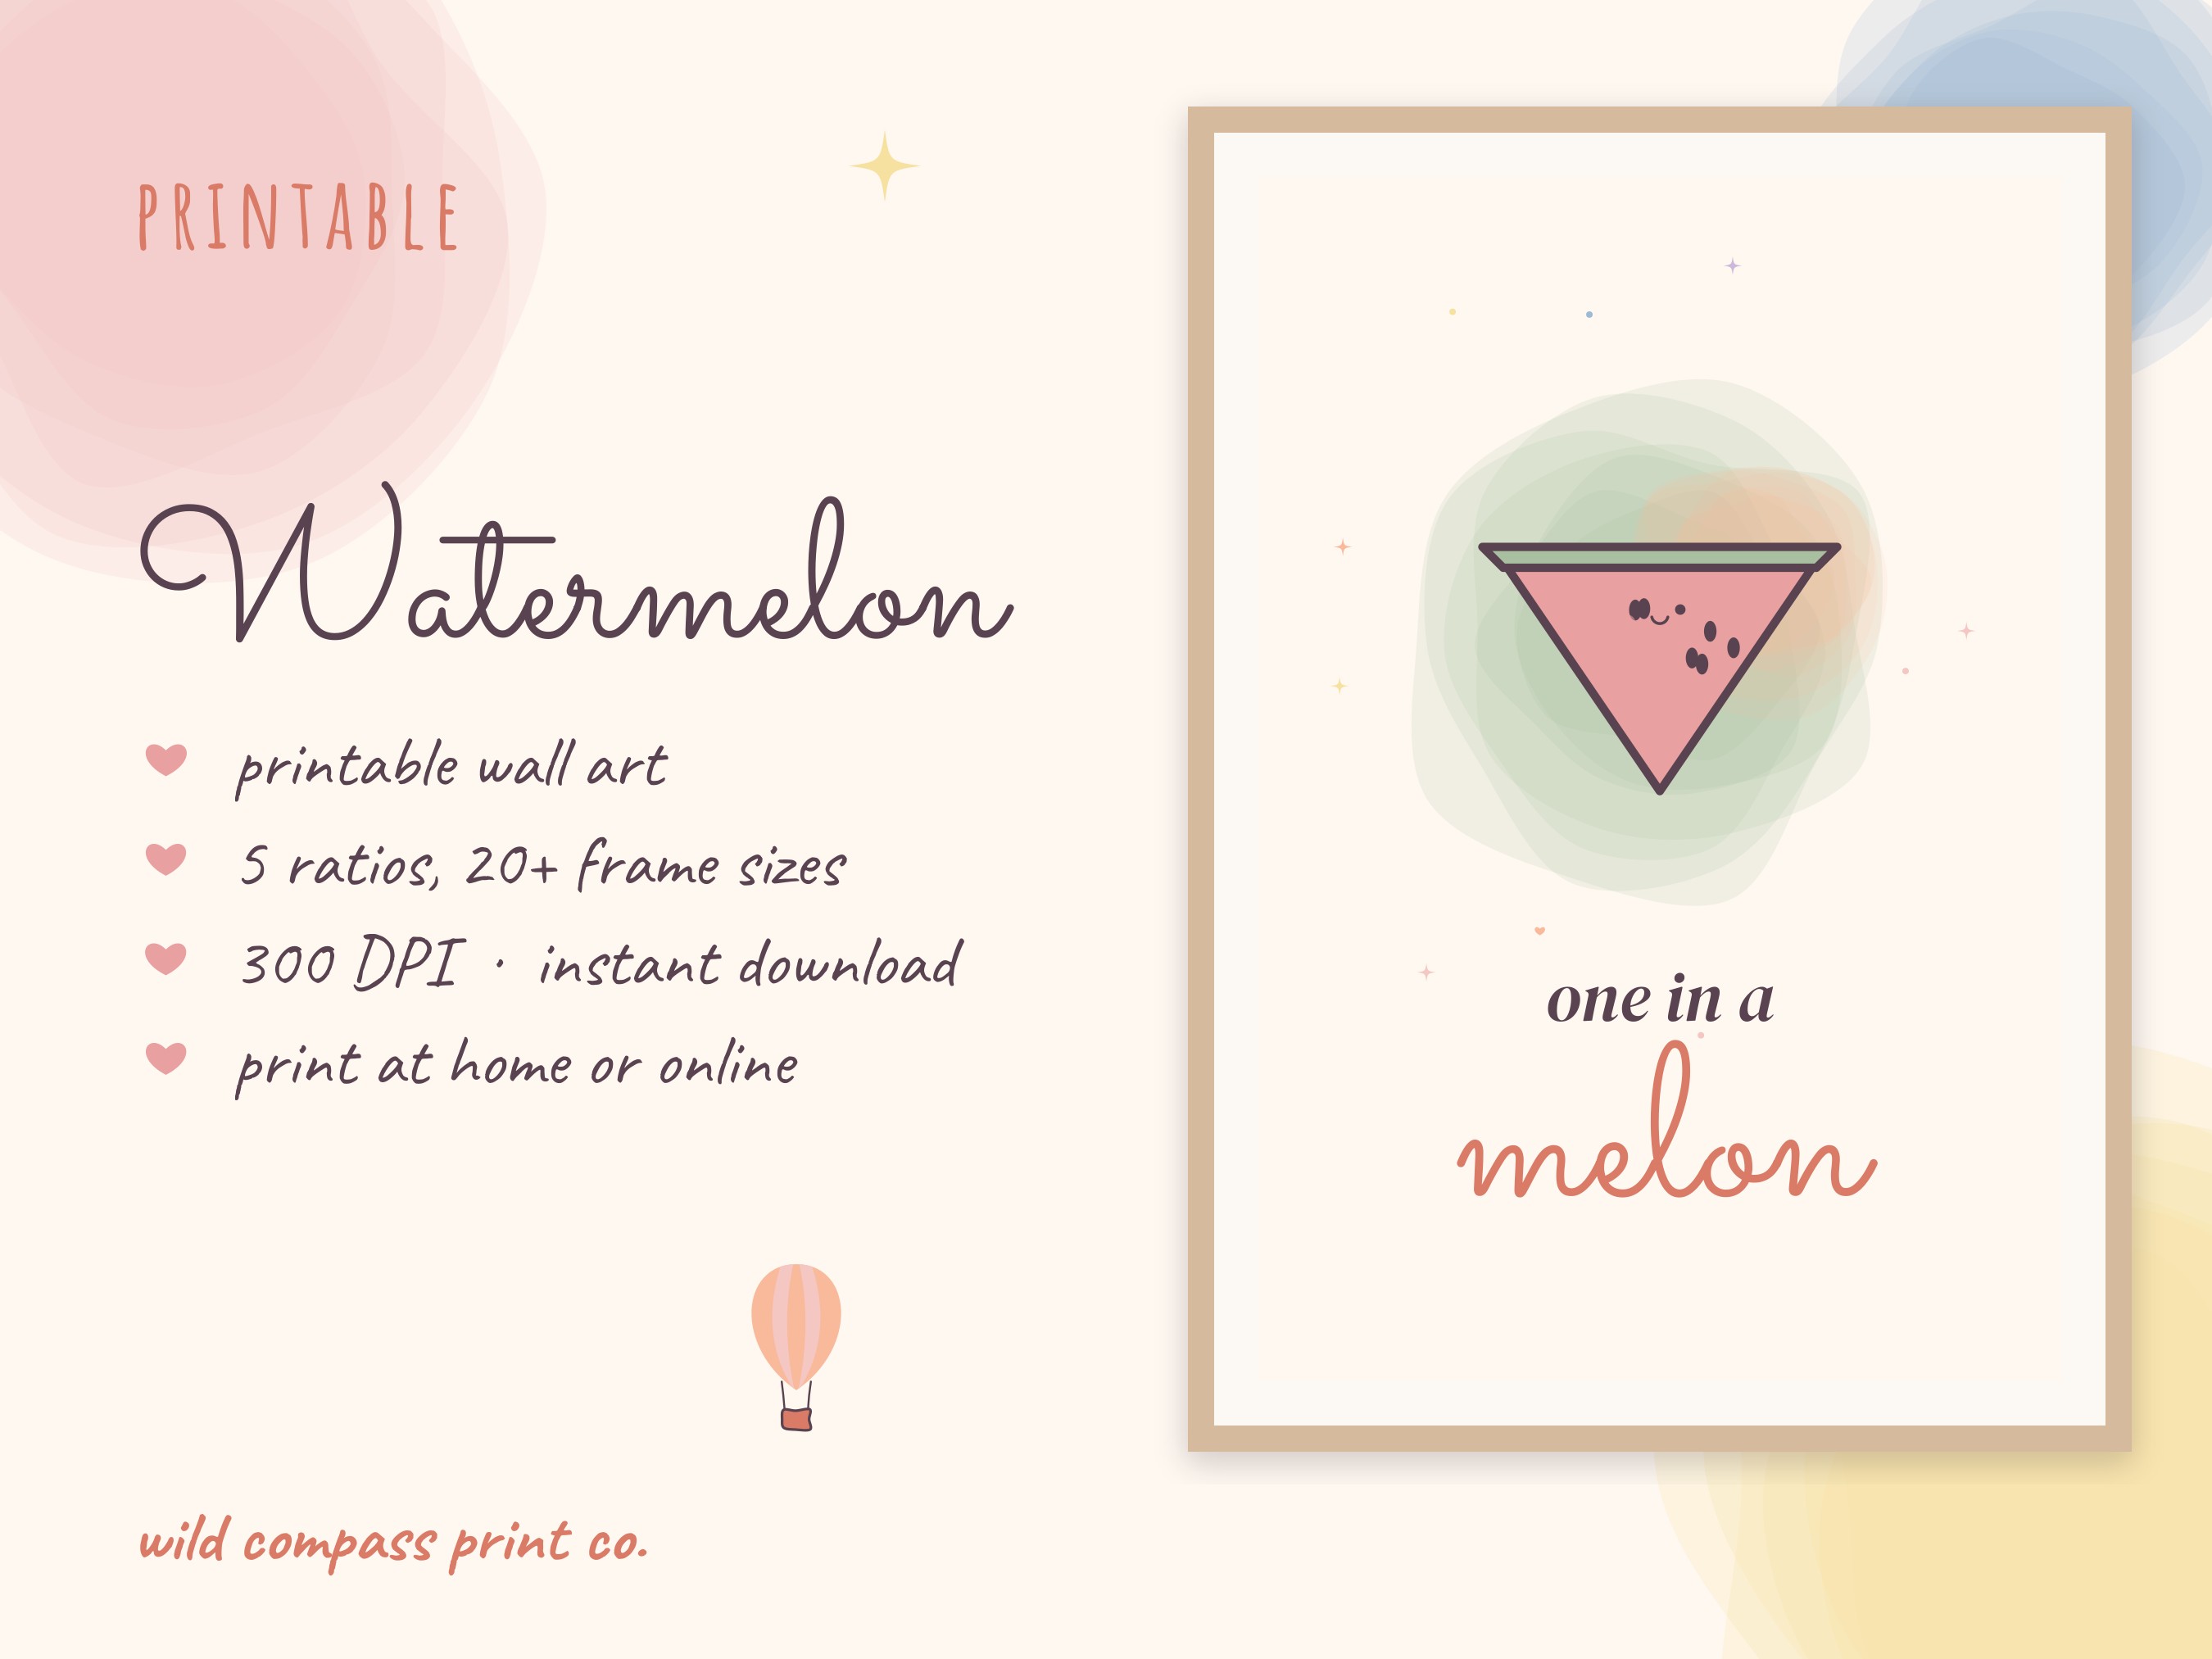 PRINTABLE
Watermelon
printable wall art
5 ratios, 20+ frame sizes
300 DPI · instant download
print at home or online
wild compass print co.
one in a
melon